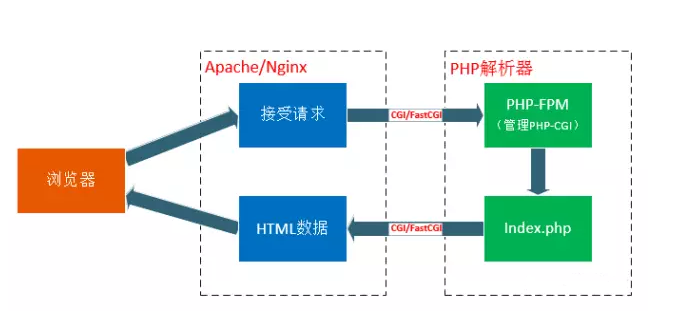 Apache/Nginx
PHP解析器
接受请求
CGI/FastCGI
PHP-FPM
（管理PHP-CGI）
浏览器
HTML数据
CGI/FastCGI
Index.php